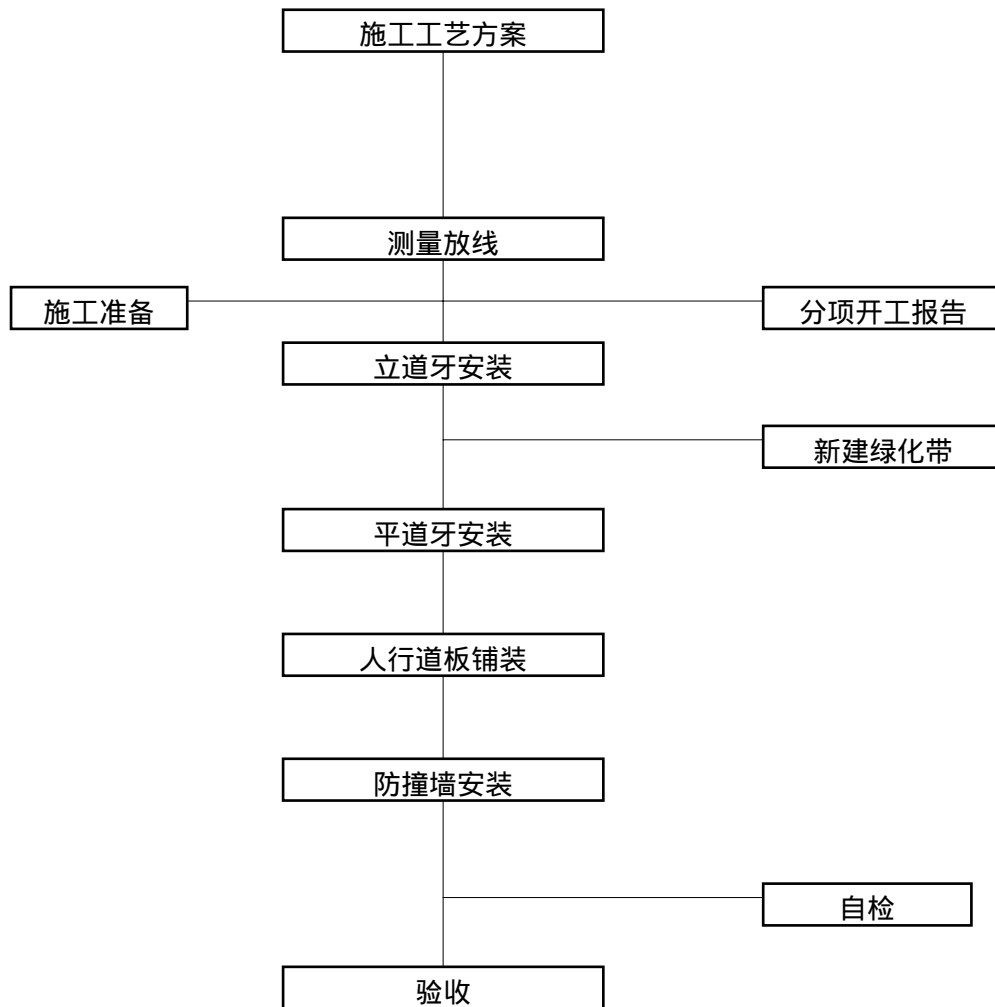 施工工艺方案
测量放线
施工准备
分项开工报告
立道牙安装
新建绿化带
平道牙安装
人行道板铺装
防撞墙安装
自检
验收